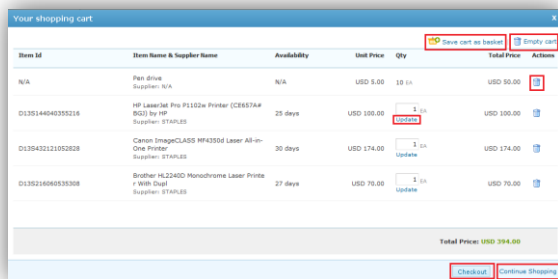 Your shopping cart X
Save cart as basket Empty cart
Item Id Item Name & Supplier Name Availability Unit Price Qty Total Price Actions
N/A Pen drive N/A USD 5.00 10 EA USD 50.00
Supplier: N/A
D13S144040355216 HP LaserJet Pro P1102w Printer (CE657A# 25 days USD 100.00 1 EA USD 100.00
BGJ) by HP Update
Supplier: STAPLES
D13S432121052828 Canon ImageCLASS MF4350d Laser All-in- 30 days USD 174.00 1 EA USD 174.00
One Printer Update
Supplier: STAPLES
D13S216060535308 Brother HL2240D Monochrome Laser Printe 27 days USD 70.00 1 EA USD 70.00
r With Dupl Update
Supplier: STAPLES
Total Price: USD 394.00
Checkout Continue Shopping